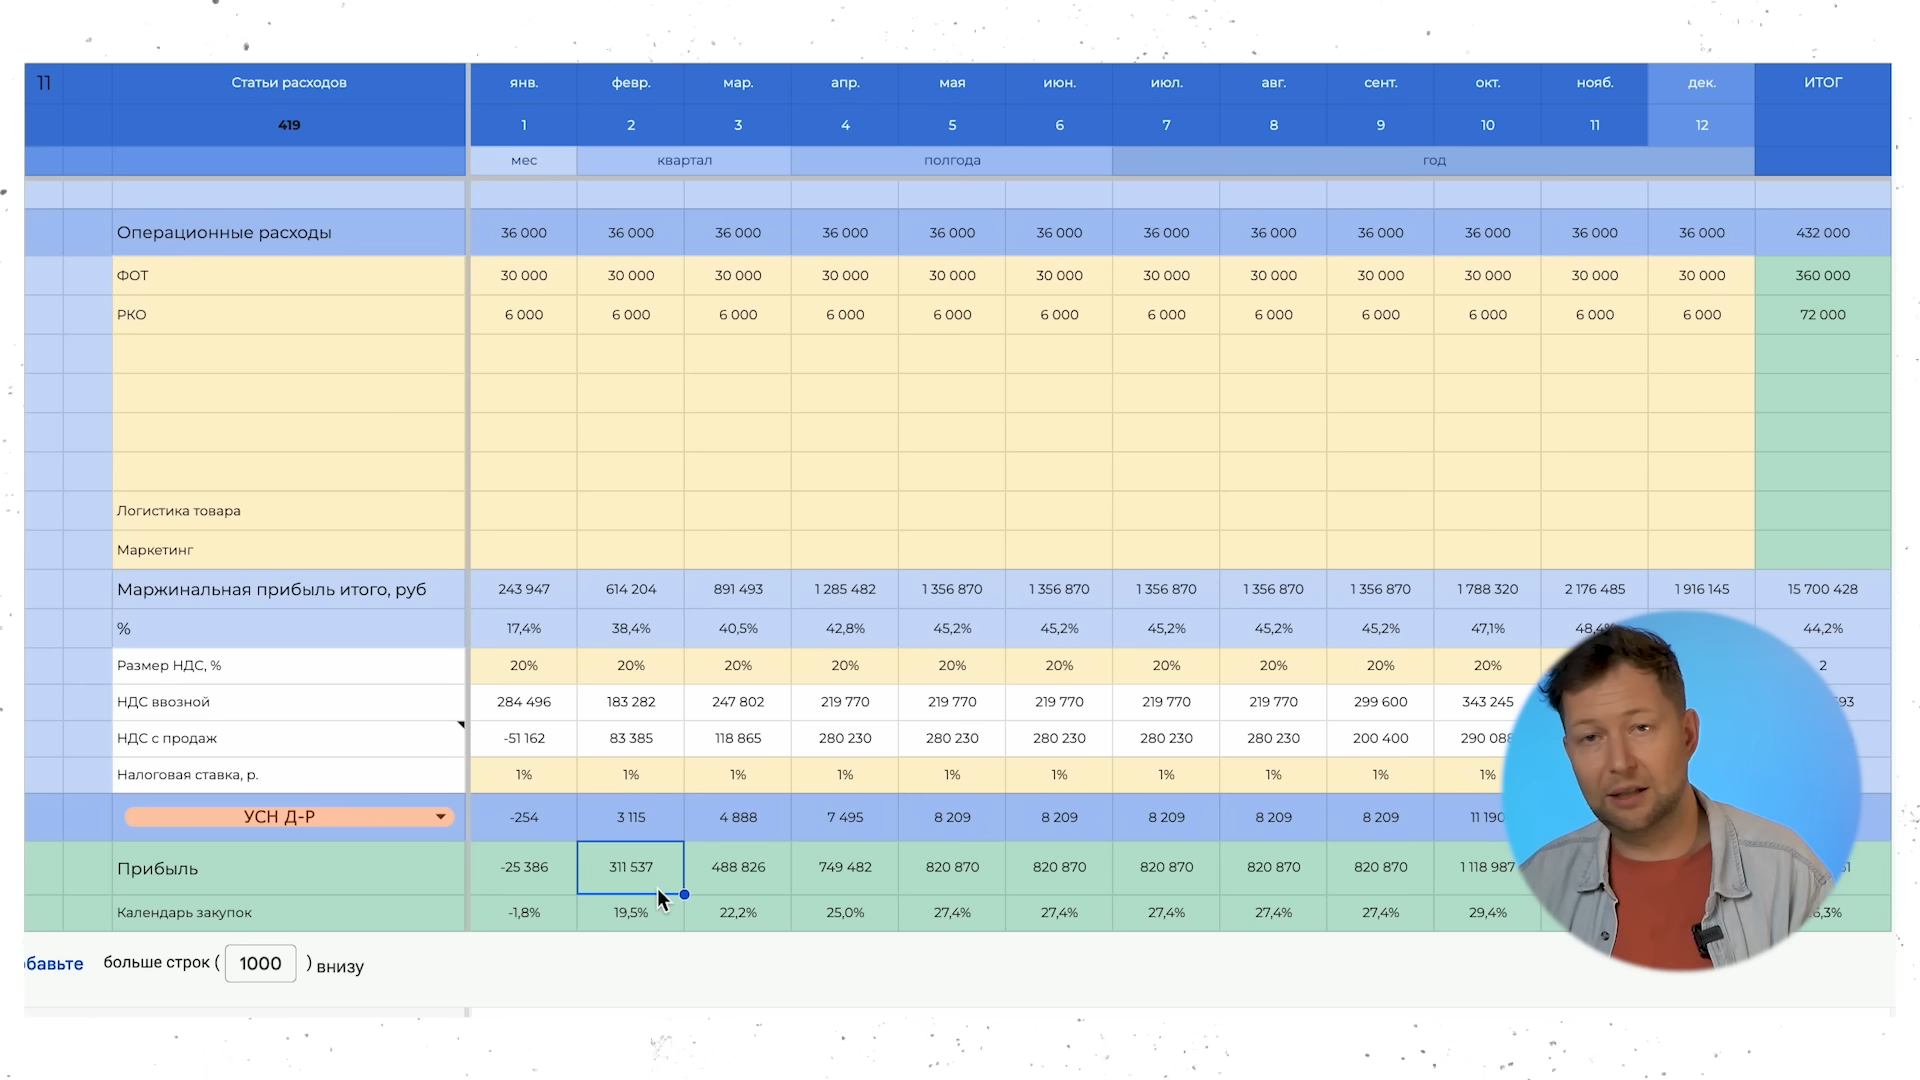 11 Статьи расходов янв. февр. мар. апр. мая июн. июл. авг. сент. окт. нояб. дек. ИТОГ
419 1 2 3 4 5 6 7 8 9 10 11 12
мес квартал полгода год
Операционные расходы 36 000 36 000 36 000 36 000 36 000 36 000 36 000 36 000 36 000 36 000 36 000 36 000 432 000
ФОТ 30 000 30 000 30 000 30 000 30 000 30 000 30 000 30 000 30 000 30 000 30 000 30 000 360 000
РКО 6 000 6 000 6 000 6 000 6 000 6 000 6 000 6 000 6 000 6 000 6 000 6 000 72 000
Логистика товара
Маркетинг
Маржинальная прибыль итого, руб 243 947 614 204 891 493 1 285 482 1 356 870 1 356 870 1 356 870 1 356 870 1 356 870 1 788 320 2 176 485 1 916 145 15 700 428
% 17,4% 38,4% 40,5% 42,8% 45,2% 45,2% 45,2% 45,2% 45,2% 47,1% 44,2%
Размер НДС, % 20% 20% 20% 20% 20% 20% 20% 20% 20% 20% 2
НДС ввозной 284 496 183 282 247 802 219 770 219 770 219 770 219 770 219 770 299 600 343 245
НДС с продаж -51 162 83 385 118 865 280 230 280 230 280 230 280 230 280 230 200 400
Налоговая ставка, р. 1% 1% 1% 1% 1% 1% 1% 1% 1% 1%
УСН Д-Р -254 3 115 4 888 7 495 8 209 8 209 8 209 8 209 8 209 11 190
Прибыль -25 386 311 537 488 826 749 482 820 870 820 870 820 870 820 870 820 870 1 118 987
Календарь закупок -1,8% 19,5% 22,2% 25,0% 27,4% 27,4% 27,4% 27,4% 27,4% 29,4%
бавьте больше строк ( 1000 ) внизу